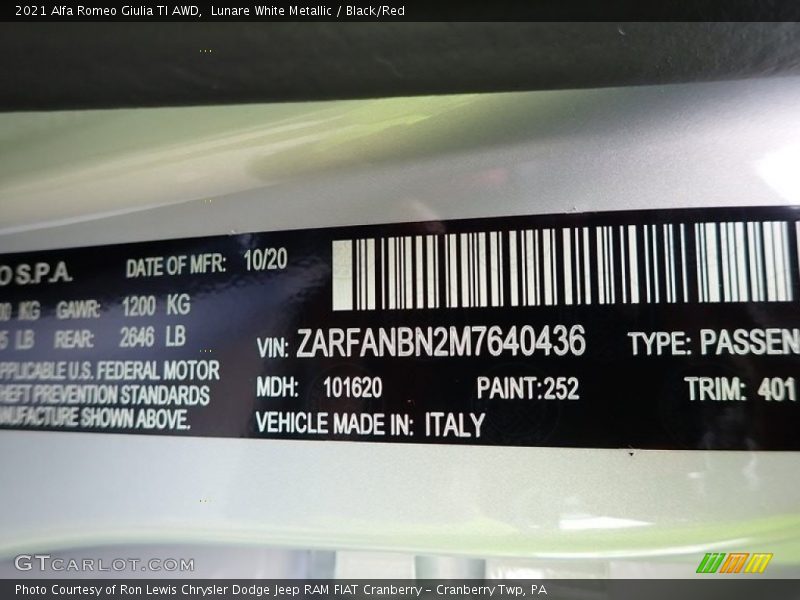 2021 Alfa Romeo Giulia TI AWD,  Lunare White Metallic / Black/Red
O S.P.A.
DATE OF MFR: 10/20
KG GAWR: 1200 KG
LB REAR: 2646 LB
APPLICABLE U.S. FEDERAL MOTOR
THEFT PREVENTION STANDARDS
MANUFACTURE SHOWN ABOVE.
VIN: ZARFANBN2M7640436
TYPE: PASSEN
MDH: 101620
PAINT:252
TRIM: 401
VEHICLE MADE IN: ITALY
GTCARLOT.COM
Photo Courtesy of Ron Lewis Chrysler Dodge Jeep RAM FIAT Cranberry - Cranberry Twp, PA